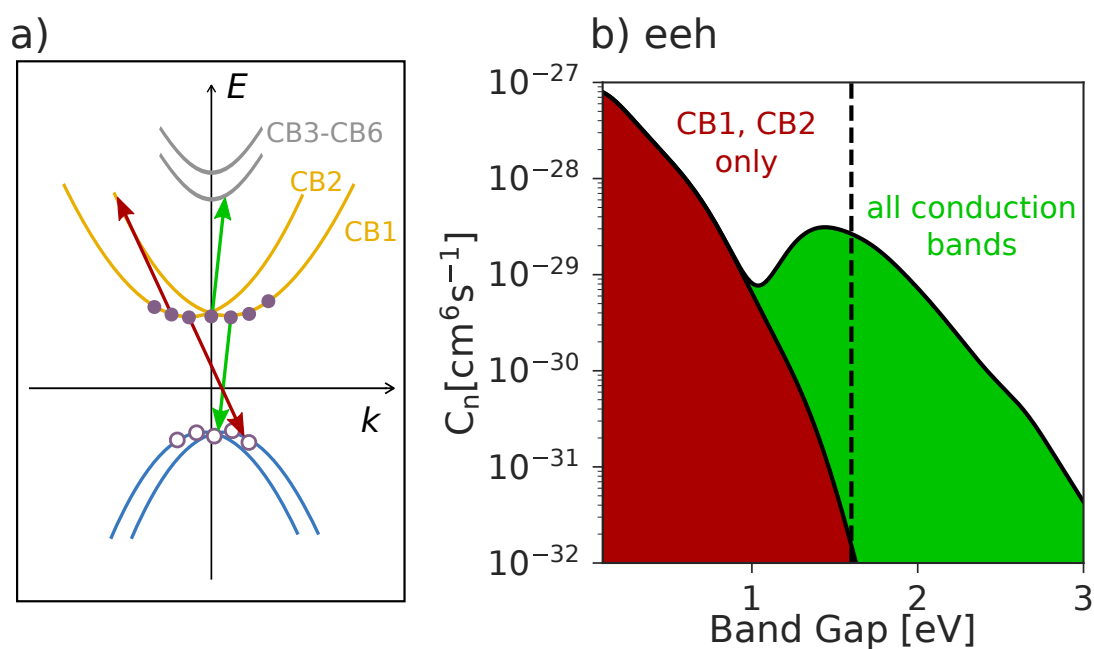 a)
E
CB3-CB6
CB2
CB1
k
b) eeh
CB1, CB2
only
all conduction
bands
Cₙ[cm⁶s⁻¹]
10⁻²⁷
10⁻²⁸
10⁻²⁹
10⁻³⁰
10⁻³¹
10⁻³²
1
2
3
Band Gap [eV]